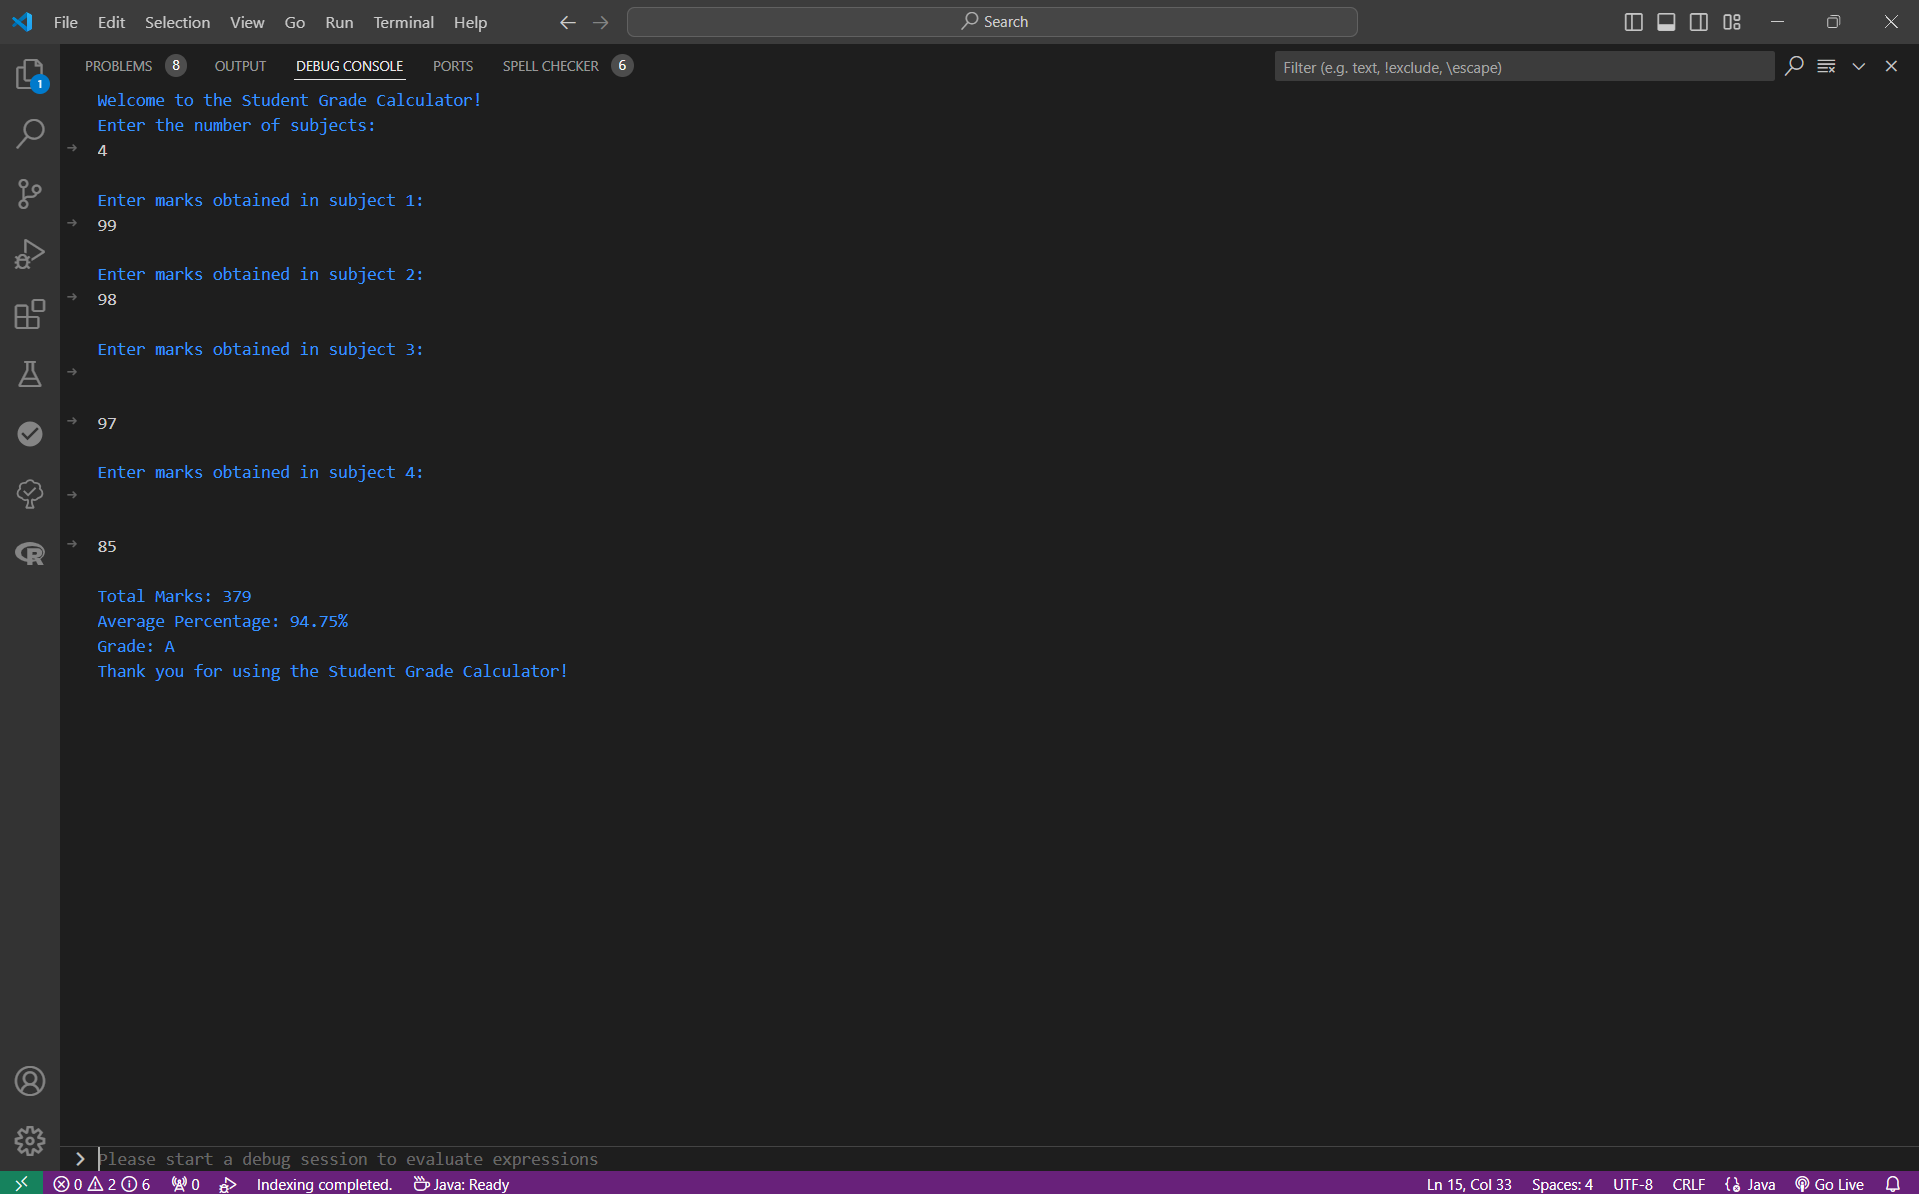 File Edit Selection View Go Run Terminal Help Search
1
PROBLEMS 8 OUTPUT DEBUG CONSOLE PORTS SPELL CHECKER 6 Filter (e.g. text, !exclude, \escape)
Welcome to the Student Grade Calculator!
Enter the number of subjects:
4
Enter marks obtained in subject 1:
99
Enter marks obtained in subject 2:
98
Enter marks obtained in subject 3:
97
Enter marks obtained in subject 4:
85
Total Marks: 379
Average Percentage: 94.75%
Grade: A
Thank you for using the Student Grade Calculator!
Please start a debug session to evaluate expressions
0 2 6 0 Indexing completed. Java: Ready Ln 15, Col 33 Spaces: 4 UTF-8 CRLF Java Go Live